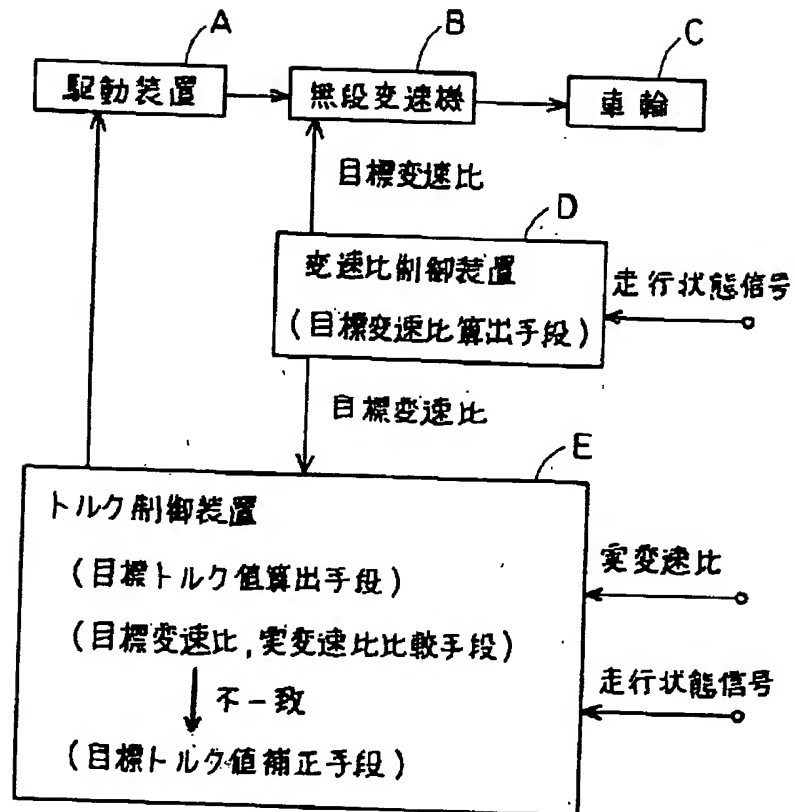 A
B
C
駆動装置
無段変速機
車輪
目標変速比
D
変速比制御装置
(目標変速比算出手段)
走行状態信号
目標変速比
E
トルク制御装置
(目標トルク値算出手段)
実変速比
(目標変速比,実変速比比較手段)
不一致
走行状態信号
(目標トルク値補正手段)